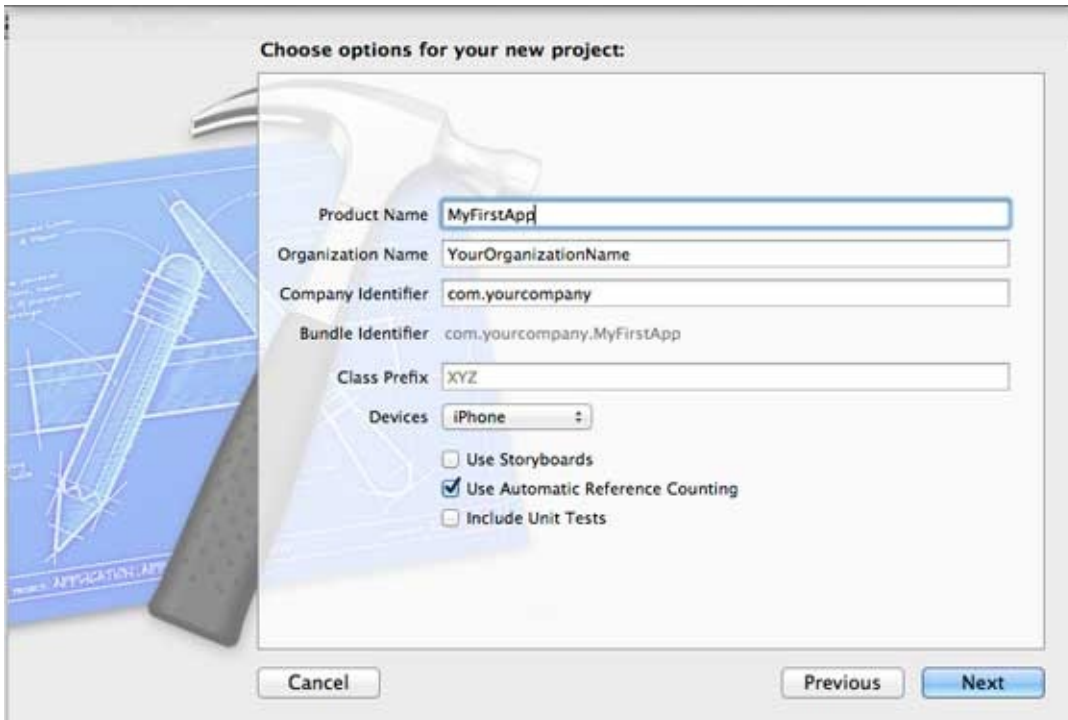 Choose options for your new project:
Product Name MyFirstApp
Organization Name YourOrganizationName
Company Identifier com.yourcompany
Bundle Identifier com.yourcompany.MyFirstApp
Class Prefix XYZ
Devices iPhone
Use Storyboards
Use Automatic Reference Counting
Include Unit Tests
Cancel Previous Next